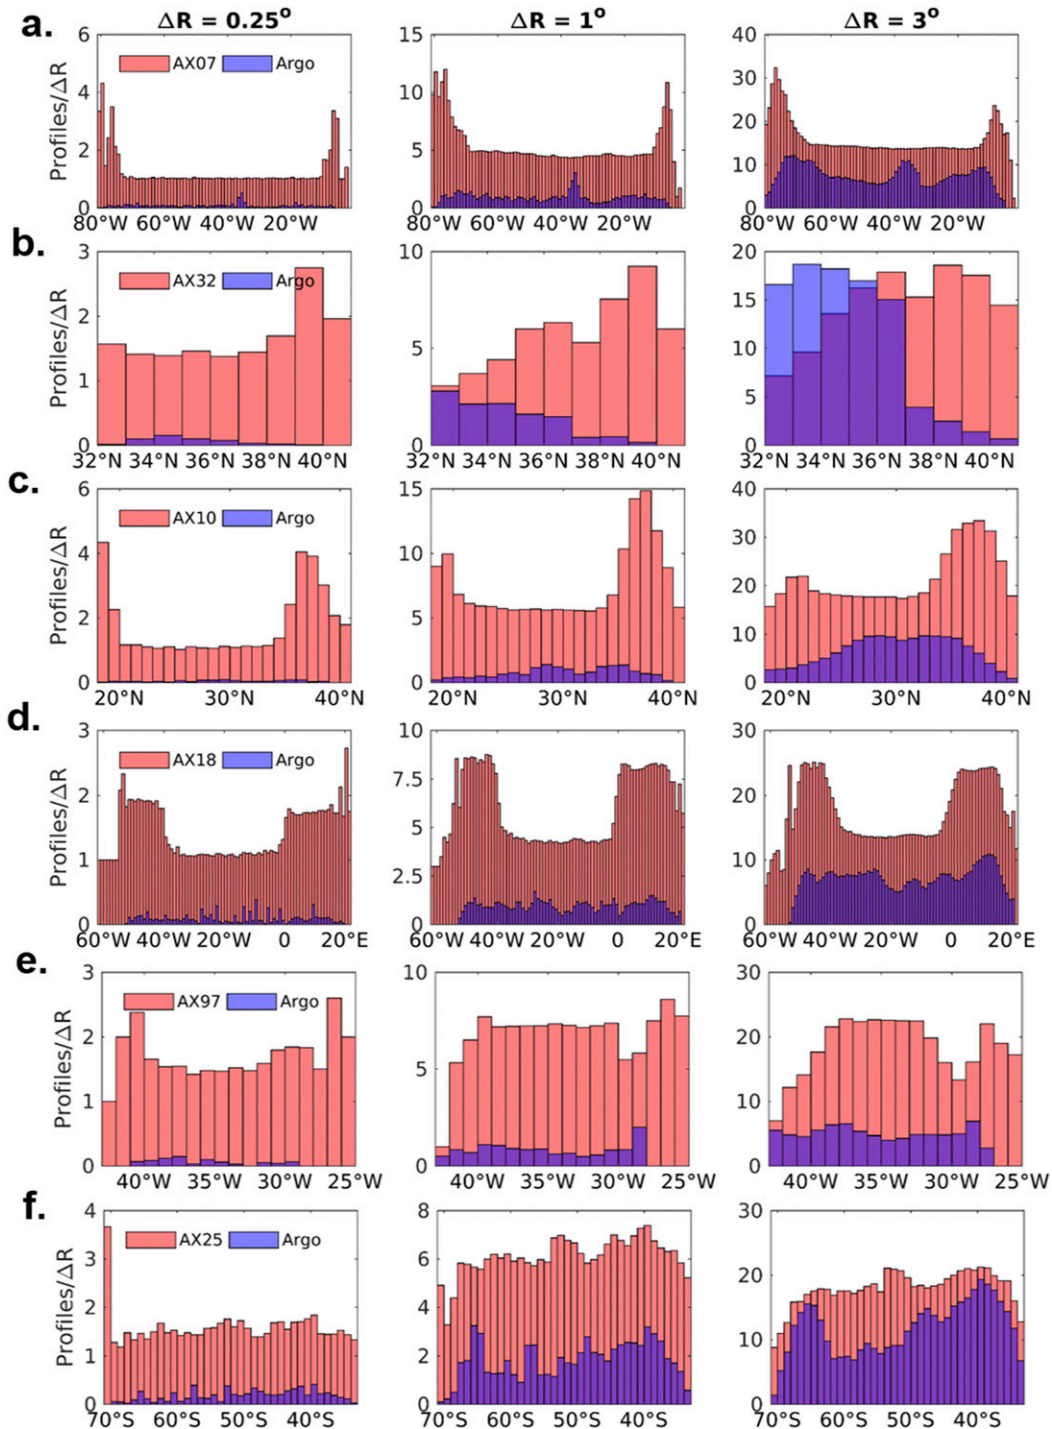 a.
ΔR = 0.25°
ΔR = 1°
ΔR = 3°
Profiles/ΔR
6
4
2
0
AX07 Argo
80°W 60°W 40°W 20°W
15
10
5
0
80°W 60°W 40°W 20°W
40
30
20
10
0
80°W 60°W 40°W 20°W
b.
Profiles/ΔR
3
2
1
0
AX32 Argo
32°N 34°N 36°N 38°N 40°N
10
5
0
32°N 34°N 36°N 38°N 40°N
20
15
10
5
0
32°N 34°N 36°N 38°N 40°N
c.
Profiles/ΔR
6
4
2
0
AX10 Argo
20°N 30°N 40°N
15
10
5
0
20°N 30°N 40°N
40
30
20
10
0
20°N 30°N 40°N
d.
Profiles/ΔR
3
2
1
0
AX18 Argo
60°W 40°W 20°W 0 20°E
10
7.5
5
2.5
0
60°W 40°W 20°W 0 20°E
30
20
10
0
60°W 40°W 20°W 0 20°E
e.
Profiles/ΔR
3
2
1
0
AX97 Argo
40°W 35°W 30°W 25°W
10
5
0
40°W 35°W 30°W 25°W
30
20
10
0
40°W 35°W 30°W 25°W
f.
Profiles/ΔR
4
3
2
1
0
AX25 Argo
70°S 60°S 50°S 40°S
8
6
4
2
0
70°S 60°S 50°S 40°S
30
20
10
0
70°S 60°S 50°S 40°S